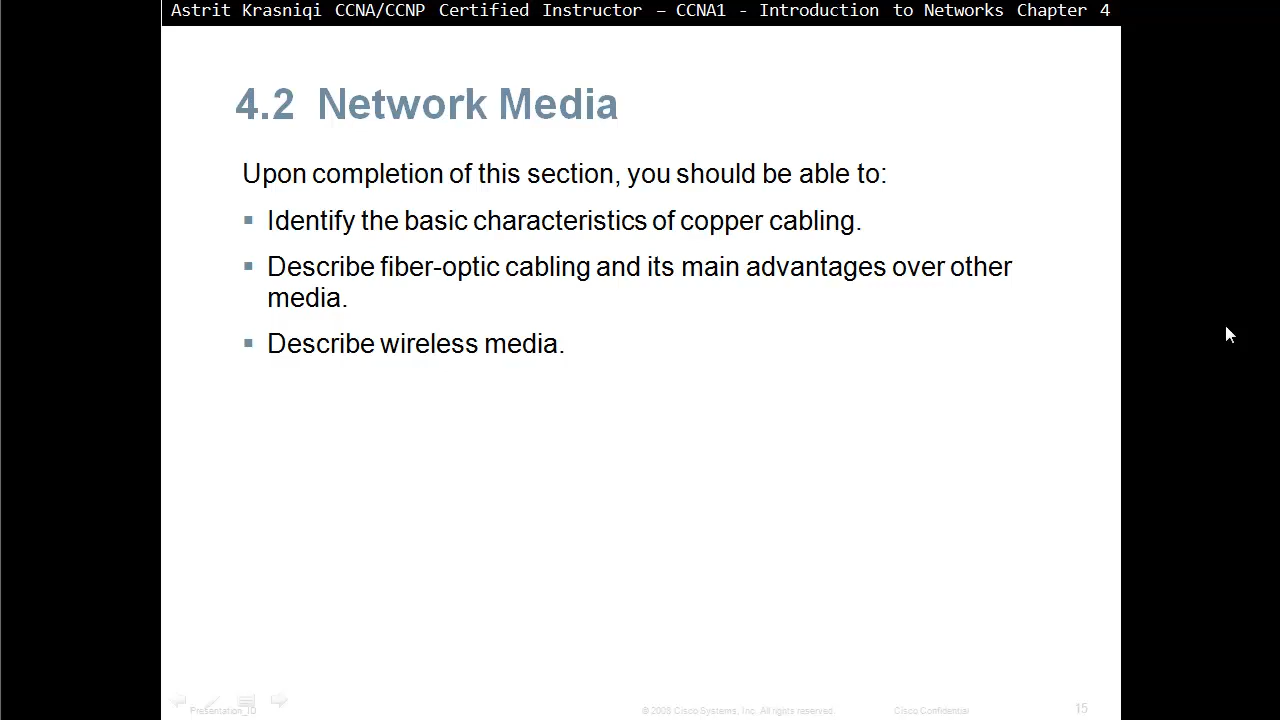 Astrit Krasniqi CCNA/CCNP Certified Instructor – CCNA1 - Introduction to Networks Chapter 4
4.2 Network Media
Upon completion of this section, you should be able to:
▪ Identify the basic characteristics of copper cabling.
▪ Describe fiber-optic cabling and its main advantages over other
media.
▪ Describe wireless media.
Presentation_ID
© 2008 Cisco Systems, Inc. All rights reserved.
Cisco Confidential
15